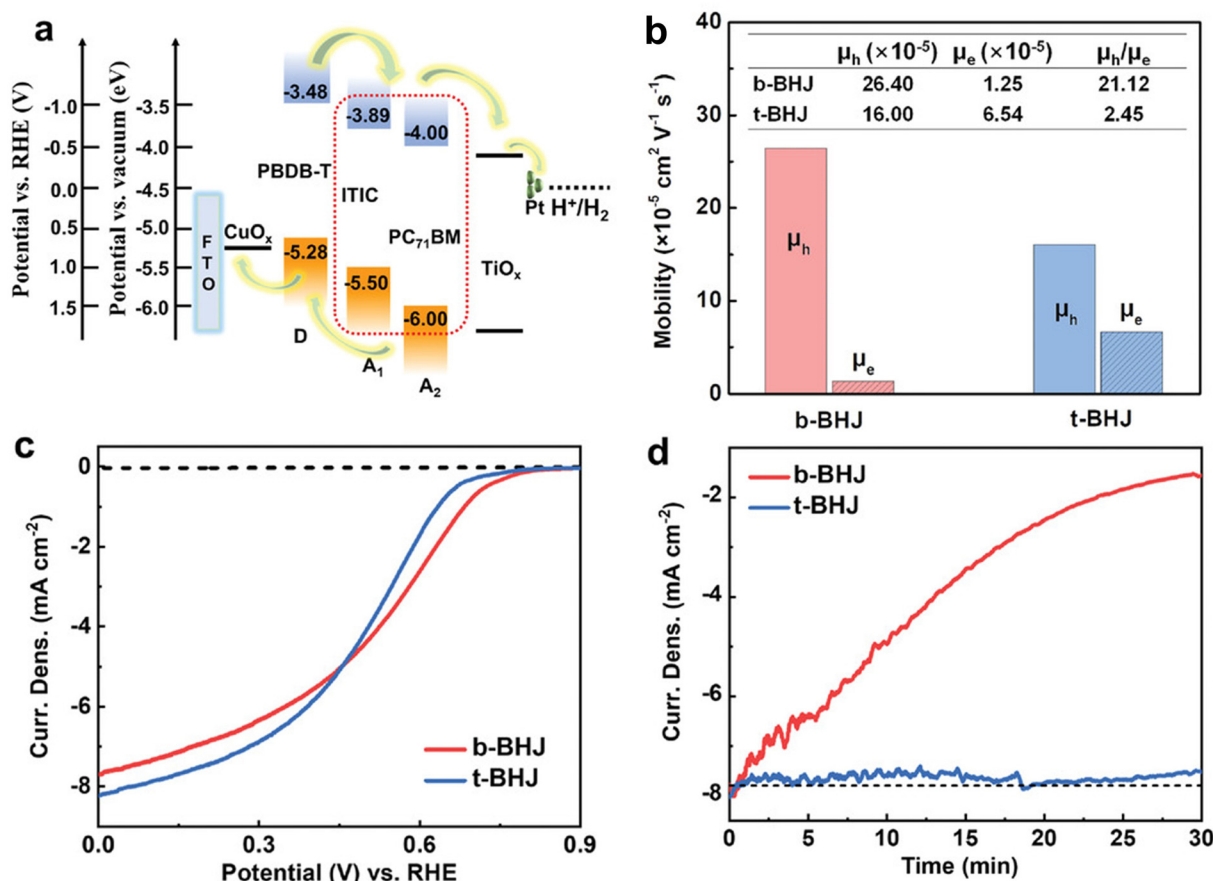 a
Potential vs. RHE (V)
-1.0
-0.5
0.0
0.5
1.0
1.5
Potential vs. vacuum (eV)
-3.5
-4.0
-4.5
-5.0
-5.5
-6.0
FTO
CuOₓ
-3.48
-3.89
-4.00
PBDB-T
ITIC
PC₇₁BM
-5.28
-5.50
-6.00
D
A₁
A₂
TiOₓ
Pt H⁺/H₂
b
Mobility (×10⁻⁵ cm² V⁻¹ s⁻¹)
40
30
20
10
0
μₕ (×10⁻⁵) μₑ (×10⁻⁵) μₕ/μₑ
b-BHJ 26.40 1.25 21.12
t-BHJ 16.00 6.54 2.45
μₕ
μₑ
μₕ
μₑ
b-BHJ t-BHJ
c
Curr. Dens. (mA cm⁻²)
0
-2
-4
-6
-8
b-BHJ
t-BHJ
0.0 0.3 0.6 0.9
Potential (V) vs. RHE
d
Curr. Dens. (mA cm⁻²)
-2
-4
-6
-8
b-BHJ
t-BHJ
0 5 10 15 20 25 30
Time (min)